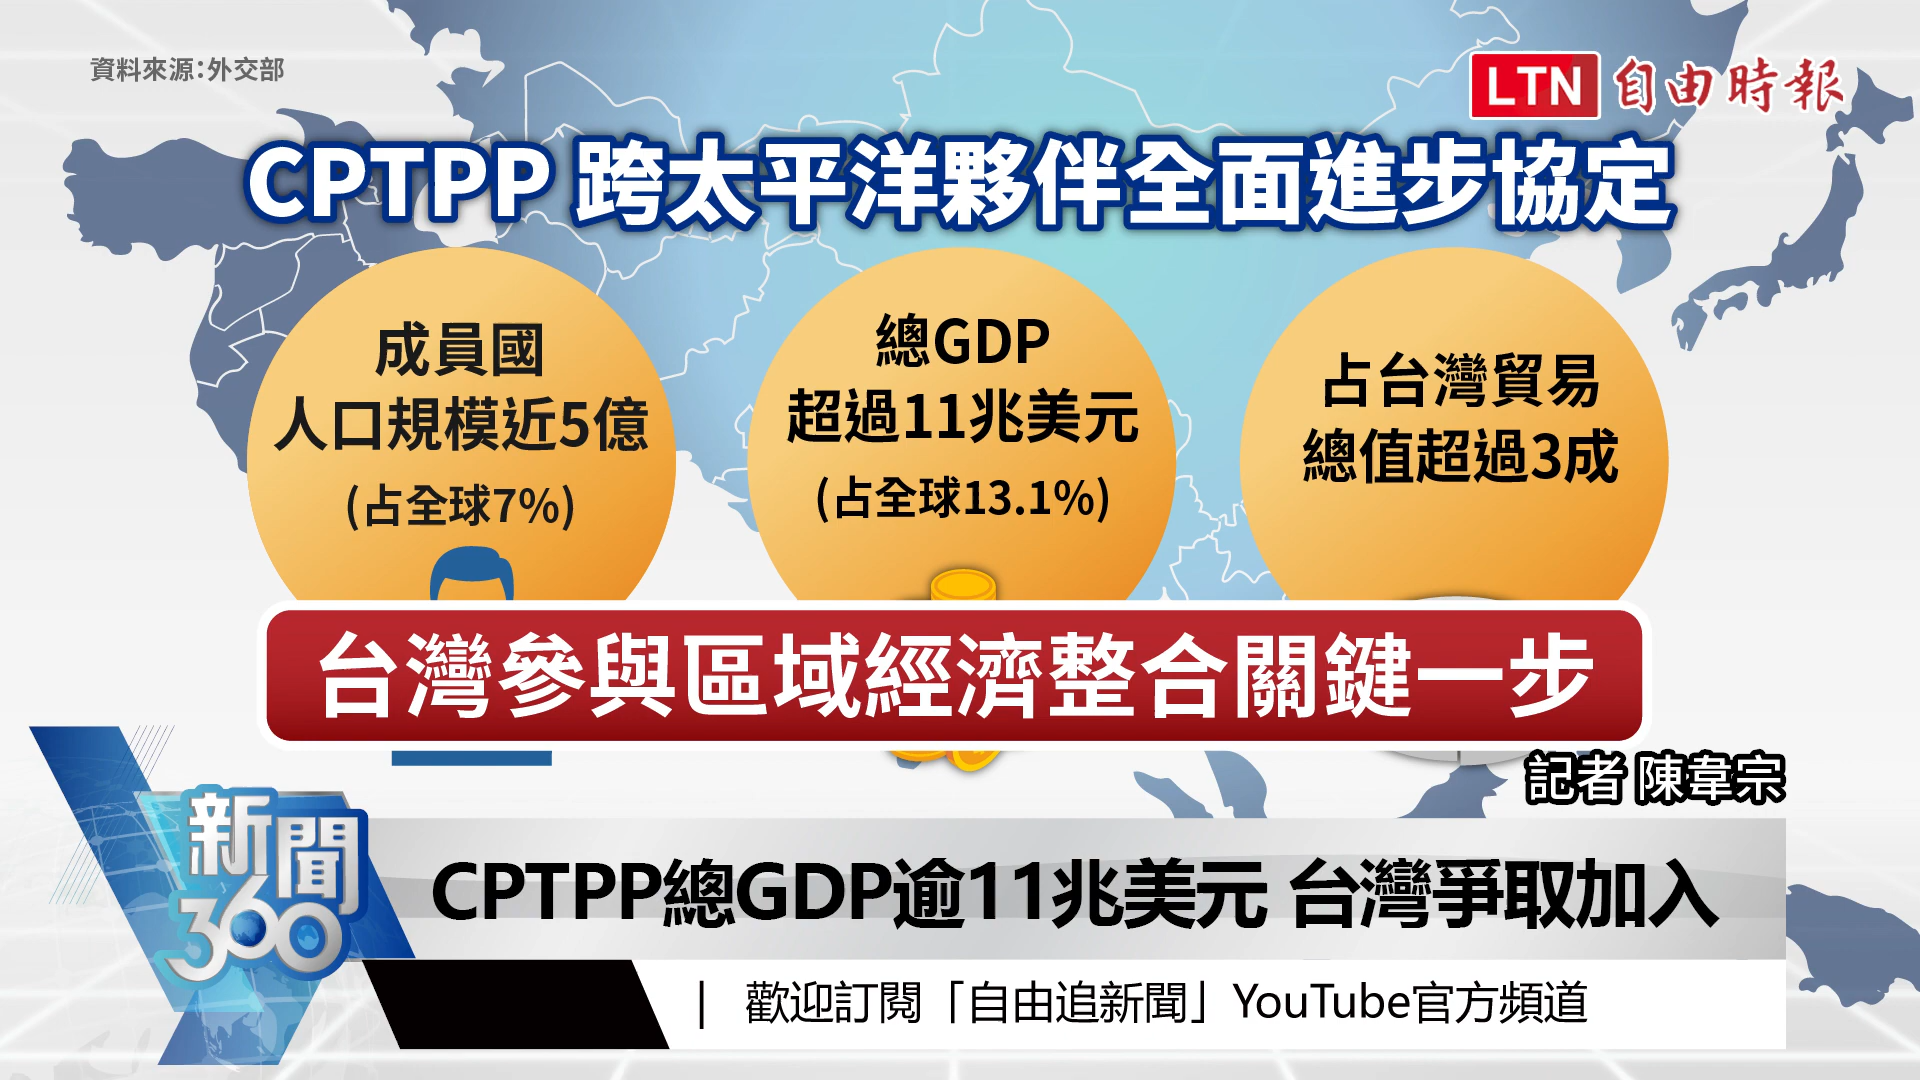 資料來源:外交部
LTN 自由時報
CPTPP 跨太平洋夥伴全面進步協定
成員國
人口規模近5億
(占全球7%)
總GDP
超過11兆美元
(占全球13.1%)
占台灣貿易
總值超過3成
台灣參與區域經濟整合關鍵一步
記者 陳韋宗
新聞
360
CPTPP總GDP逾11兆美元 台灣爭取加入
| 歡迎訂閱「自由追新聞」YouTube官方頻道